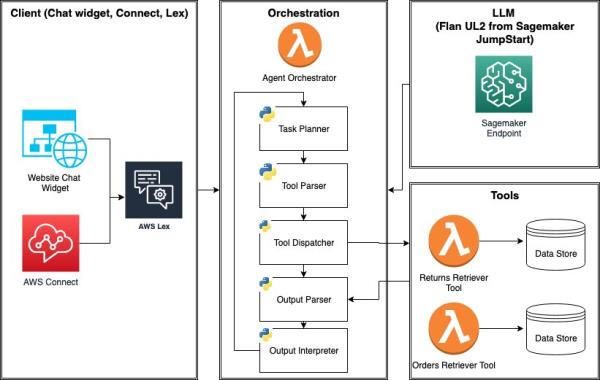 Client (Chat widget, Connect, Lex)
Website Chat
Widget
AWS Lex
AWS Connect
Orchestration
Agent Orchestrator
Task Planner
Tool Parser
Tool Dispatcher
Output Parser
Output Interpreter
LLM
(Flan UL2 from Sagemaker
JumpStart)
Sagemaker
Endpoint
Tools
Returns Retriever
Tool
Data Store
Orders Retriever Tool
Data Store